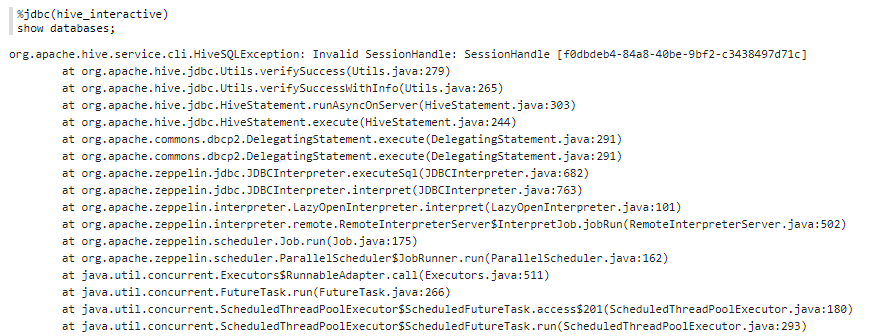 %jdbc(hive_interactive)
show databases;
org.apache.hive.service.cli.HiveSQLException: Invalid SessionHandle: SessionHandle [f0dbdeb4-84a8-40be-9bf2-c3438497d71c]
at org.apache.hive.jdbc.Utils.verifySuccess(Utils.java:279)
at org.apache.hive.jdbc.Utils.verifySuccessWithInfo(Utils.java:265)
at org.apache.hive.jdbc.HiveStatement.runAsyncOnServer(HiveStatement.java:303)
at org.apache.hive.jdbc.HiveStatement.execute(HiveStatement.java:244)
at org.apache.commons.dbcp2.DelegatingStatement.execute(DelegatingStatement.java:291)
at org.apache.commons.dbcp2.DelegatingStatement.execute(DelegatingStatement.java:291)
at org.apache.zeppelin.jdbc.JDBCInterpreter.executeSql(JDBCInterpreter.java:682)
at org.apache.zeppelin.jdbc.JDBCInterpreter.interpret(JDBCInterpreter.java:763)
at org.apache.zeppelin.interpreter.LazyOpenInterpreter.interpret(LazyOpenInterpreter.java:101)
at org.apache.zeppelin.interpreter.remote.RemoteInterpreterServer$InterpretJob.jobRun(RemoteInterpreterServer.java:502)
at org.apache.zeppelin.scheduler.Job.run(Job.java:175)
at org.apache.zeppelin.scheduler.ParallelScheduler$JobRunner.run(ParallelScheduler.java:162)
at java.util.concurrent.Executors$RunnableAdapter.call(Executors.java:511)
at java.util.concurrent.FutureTask.run(FutureTask.java:266)
at java.util.concurrent.ScheduledThreadPoolExecutor$ScheduledFutureTask.access$201(ScheduledThreadPoolExecutor.java:180)
at java.util.concurrent.ScheduledThreadPoolExecutor$ScheduledFutureTask.run(ScheduledThreadPoolExecutor.java:293)